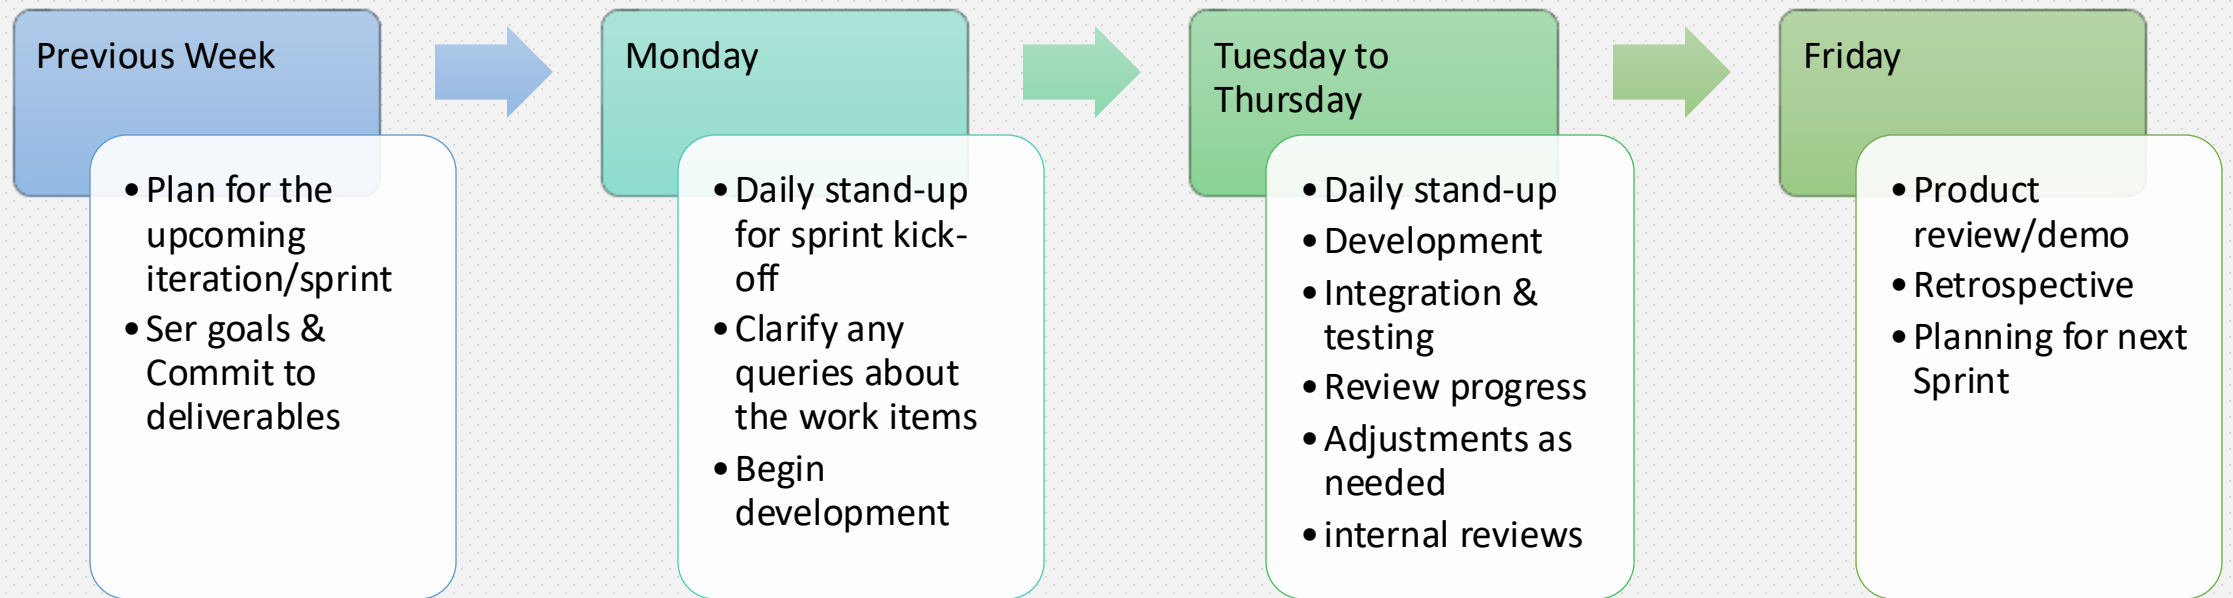 Previous Week
• Plan for the
upcoming
iteration/sprint
• Ser goals &
Commit to
deliverables
Monday
• Daily stand-up
for sprint kick-
off
• Clarify any
queries about
the work items
• Begin
development
Tuesday to
Thursday
• Daily stand-up
• Development
• Integration &
testing
• Review progress
• Adjustments as
needed
• internal reviews
Friday
• Product
review/demo
• Retrospective
• Planning for next
Sprint